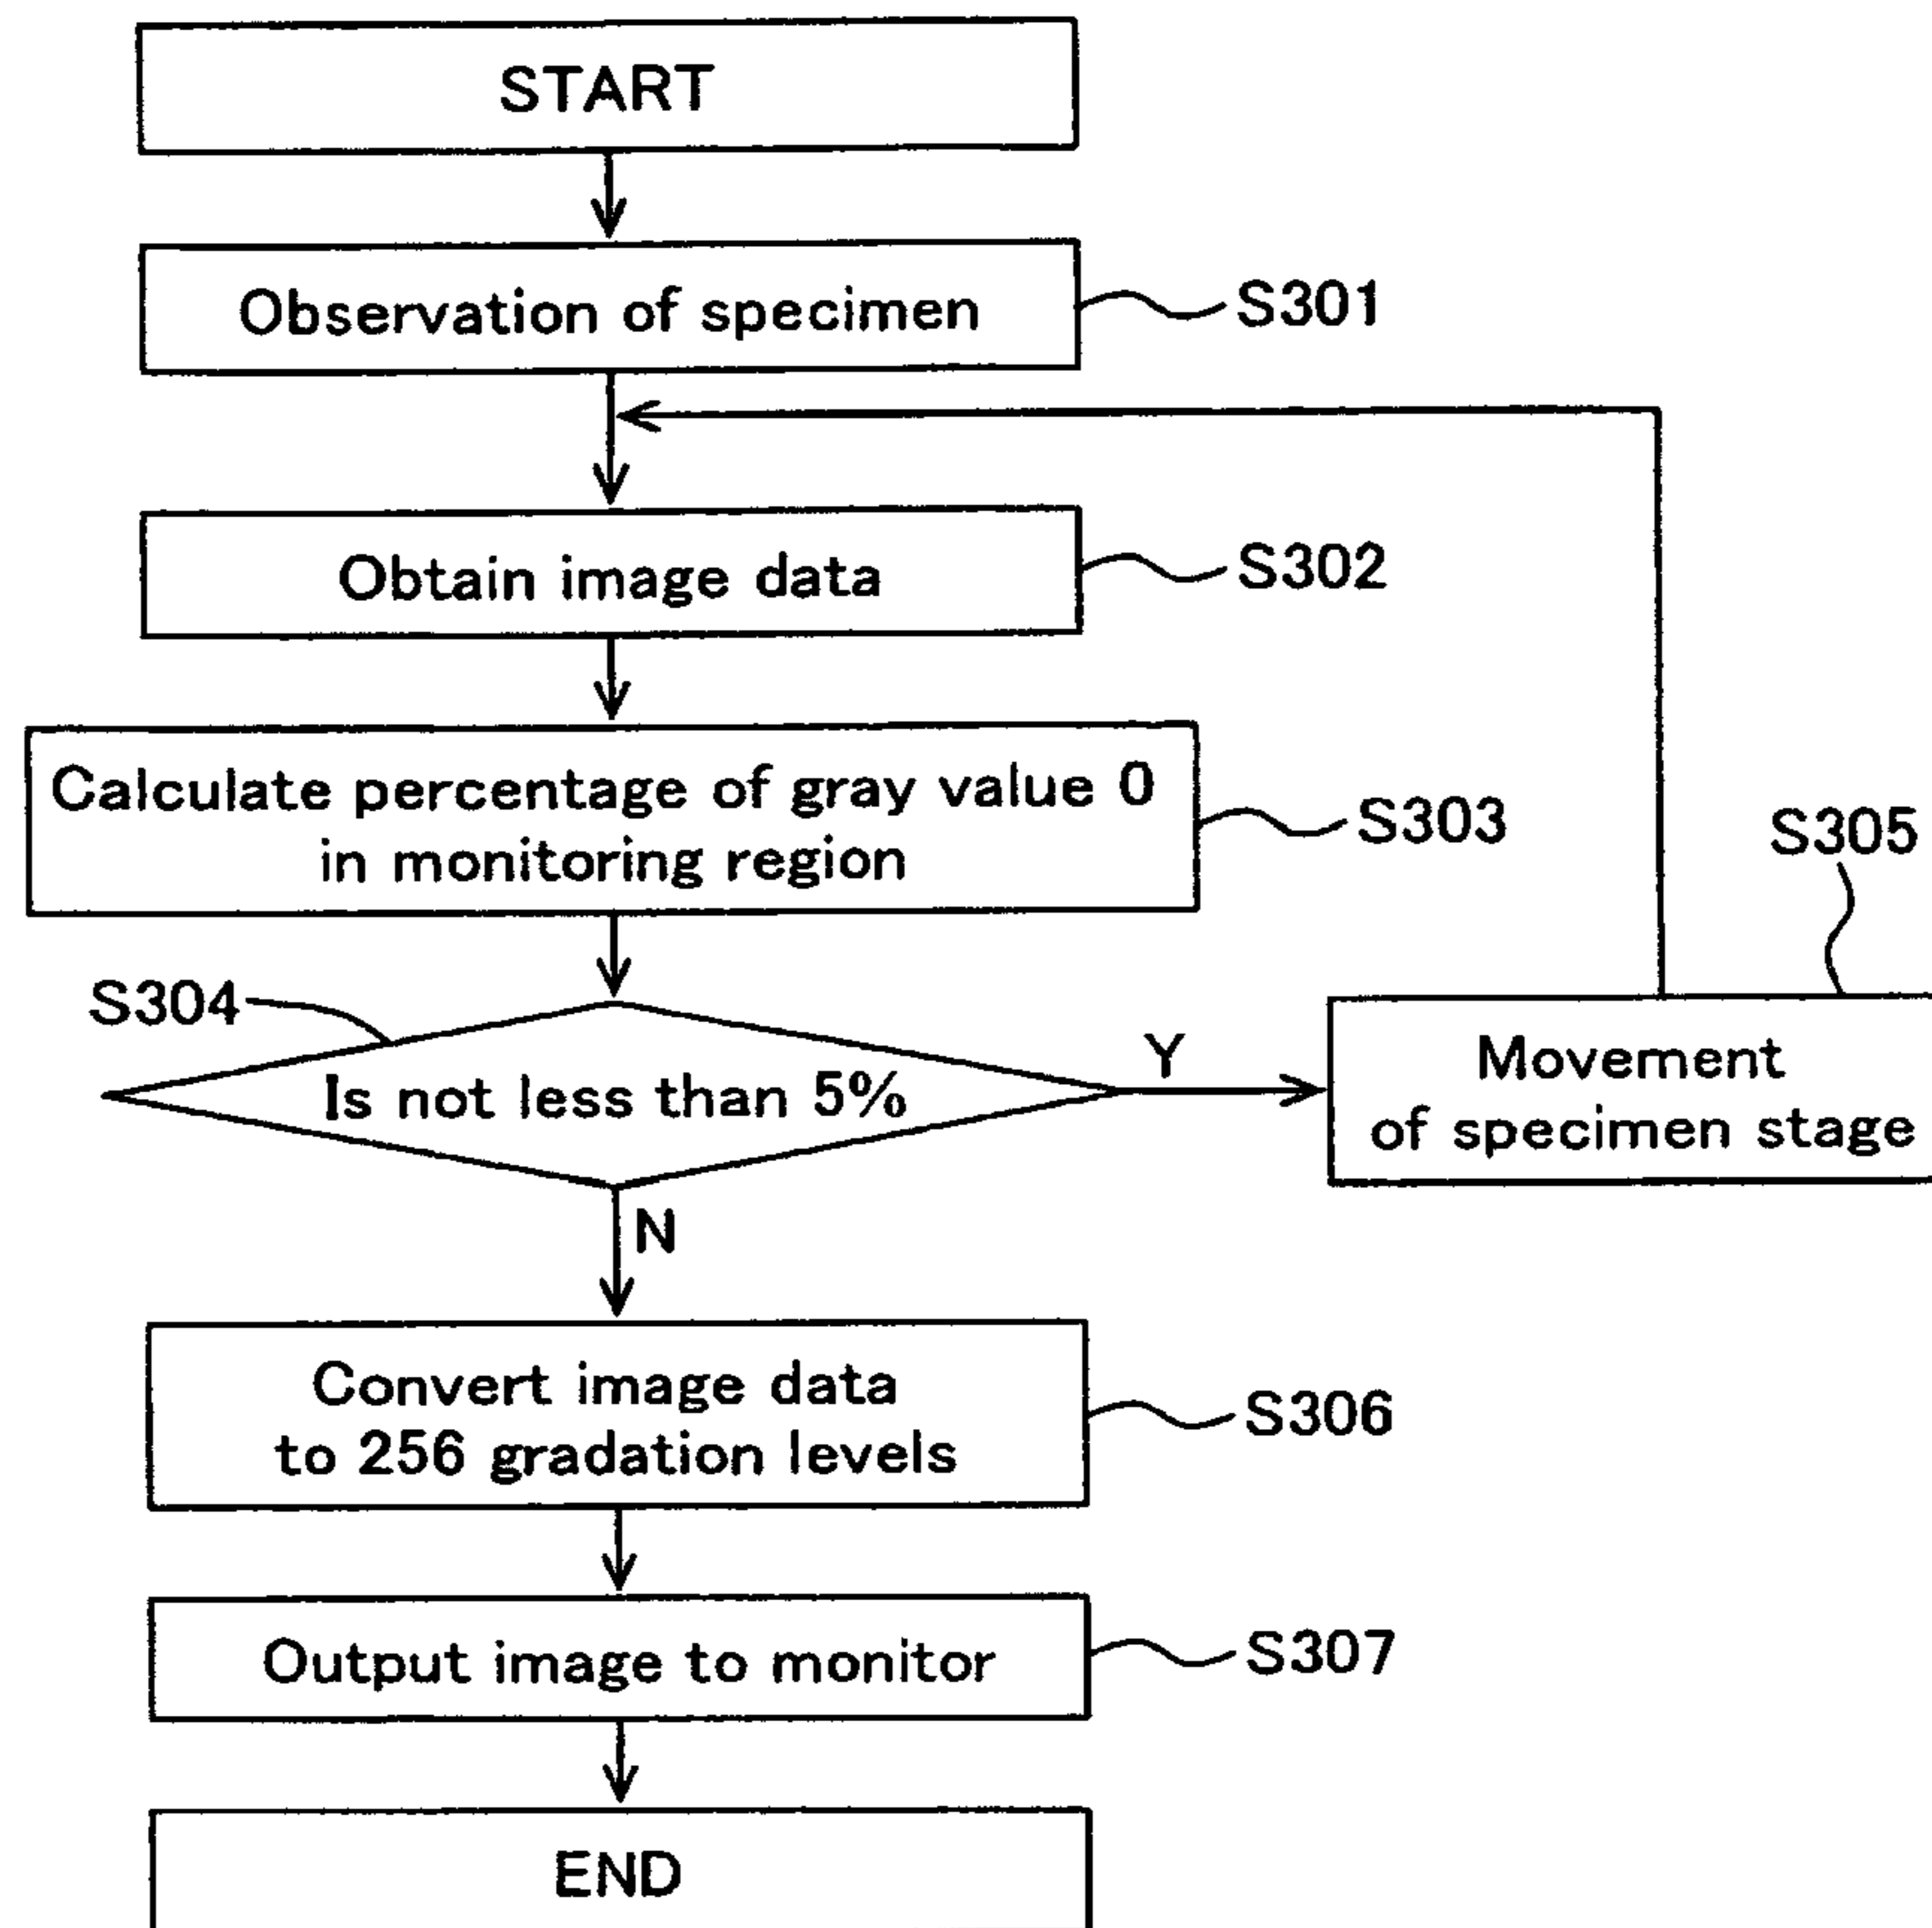 START
Observation of specimen
S301
Obtain image data
S302
Calculate percentage of gray value 0
in monitoring region
S303
S304
Is not less than 5%
Y
S305
Movement
of specimen stage
N
Convert image data
to 256 gradation levels
S306
Output image to monitor
S307
END